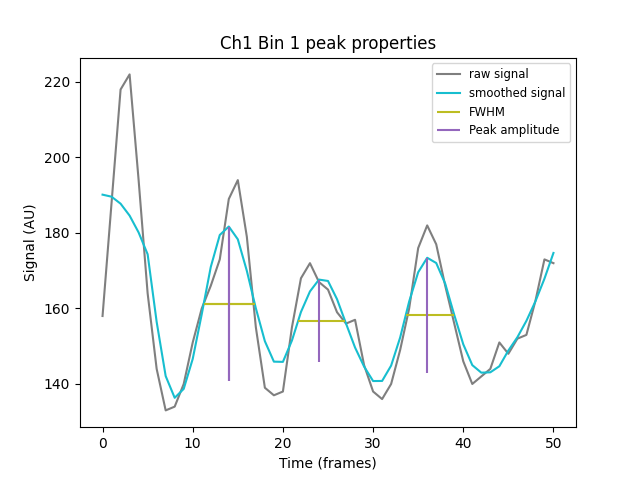 Ch1 Bin 1 peak properties
raw signal
smoothed signal
FWHM
Peak amplitude
Signal (AU)
220
200
180
160
140
0 10 20 30 40 50
Time (frames)